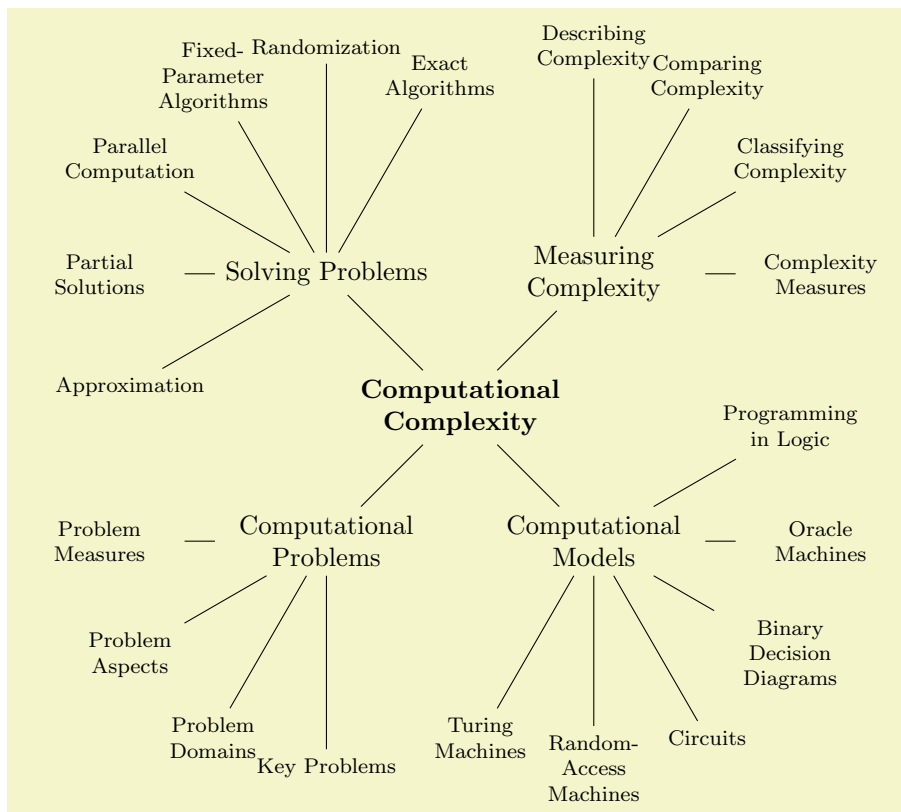 Describing
Complexity
Comparing
Complexity
Classifying
Complexity
Complexity
Measures
Measuring
Complexity
Fixed-
Parameter
Algorithms
Randomization
Exact
Algorithms
Parallel
Computation
Partial
Solutions
Approximation
Solving Problems
Computational
Complexity
Problem
Measures
Problem
Aspects
Problem
Domains
Key Problems
Computational
Problems
Computational
Models
Programming
in Logic
Oracle
Machines
Binary
Decision
Diagrams
Circuits
Random-
Access
Machines
Turing
Machines